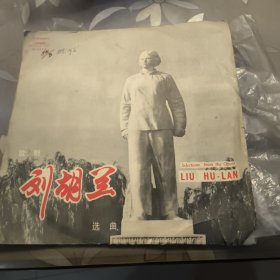 歌剧
刘胡兰
选曲
Selections from the Opera
LIU HU-LAN